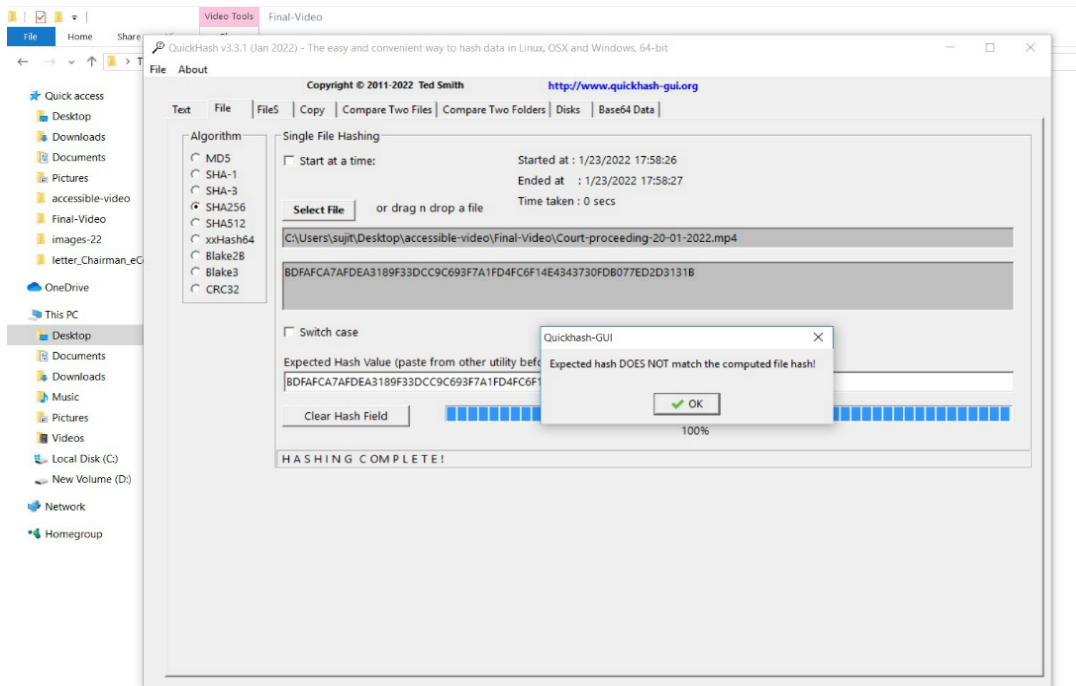 Video Tools Final-Video
File Home Share
QuickHash v3.3.1 (Jan 2022) - The easy and convenient way to hash data in Linux, OSX and Windows, 64-bit
File About
Copyright © 2011-2022 Ted Smith http://www.quickhash-gui.org
Text File FileS Copy Compare Two Files Compare Two Folders Disks Base64 Data
Quick access
Desktop
Downloads
Documents
Pictures
accessible-video
Final-Video
images-22
letter_Chairman_eC
OneDrive
This PC
Desktop
Documents
Downloads
Music
Pictures
Videos
Local Disk (C:)
New Volume (D:)
Network
Homegroup
Algorithm
MD5
SHA-1
SHA-3
SHA256
SHA512
xxHash64
Blake2B
Blake3
CRC32
Single File Hashing
Start at a time:
Started at : 1/23/2022 17:58:26
Ended at : 1/23/2022 17:58:27
Time taken : 0 secs
Select File or drag n drop a file
C:\Users\sujit\Desktop\accessible-video\Final-Video\Court-proceeding-20-01-2022.mp4
BDFAFCA7AFDEA3189F33DCC9C693F7A1FD4FC6F14E4343730FDB077ED2D3131B
Switch case
Expected Hash Value (paste from other utility befo
BDFAFCA7AFDEA3189F33DCC9C693F7A1FD4FC6F1
Clear Hash Field
100%
HASHING COMPLETE!
Quickhash-GUI
Expected hash DOES NOT match the computed file hash!
OK